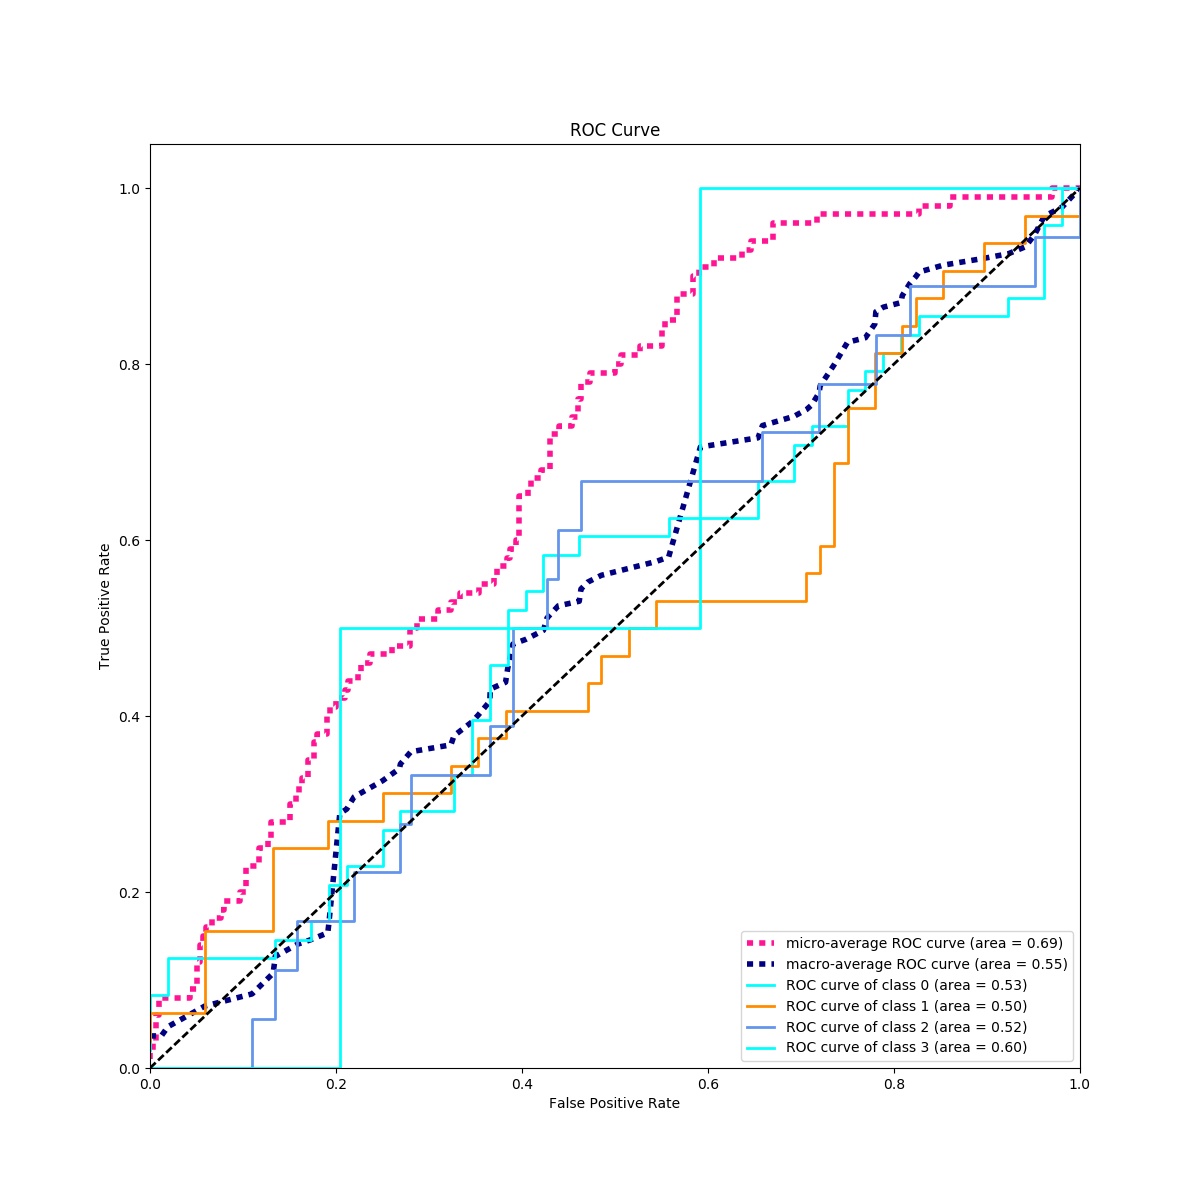 ROC Curve
1.0
0.8
0.6
0.4
0.2
0.0
True Positive Rate
0.0 0.2 0.4 0.6 0.8 1.0
False Positive Rate
micro-average ROC curve (area = 0.69)
macro-average ROC curve (area = 0.55)
ROC curve of class 0 (area = 0.53)
ROC curve of class 1 (area = 0.50)
ROC curve of class 2 (area = 0.52)
ROC curve of class 3 (area = 0.60)